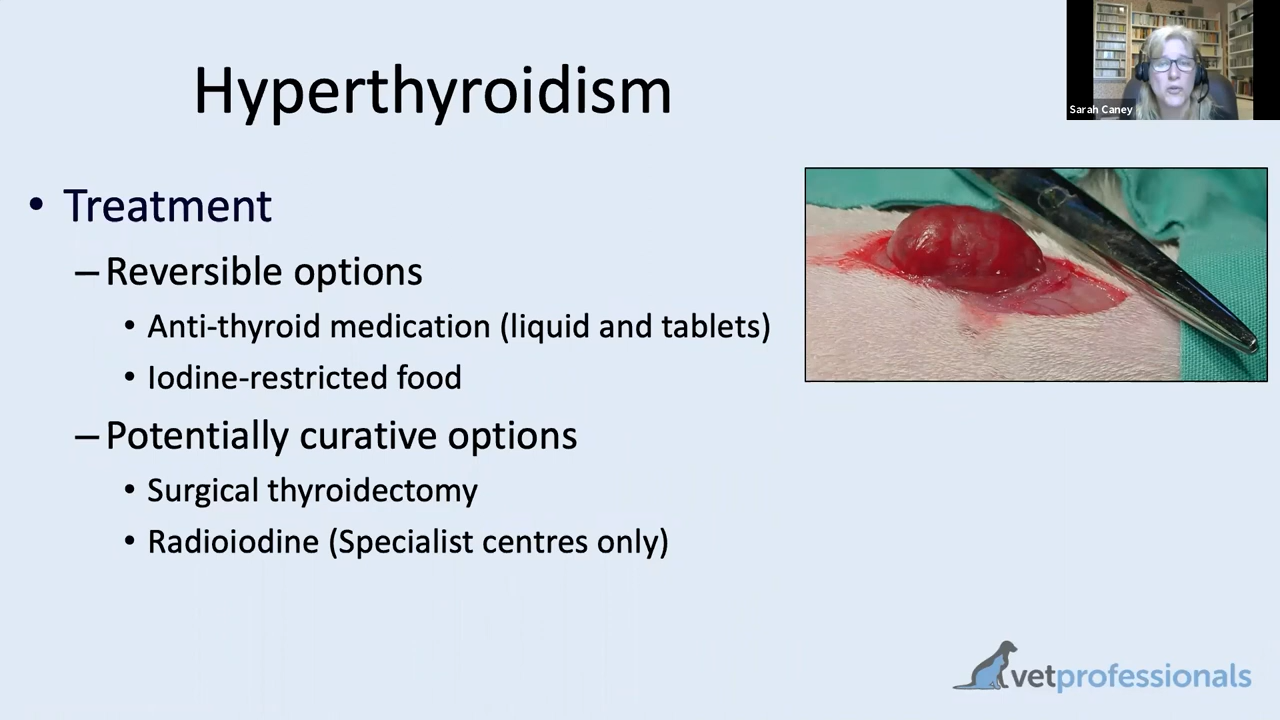 Hyperthyroidism
Sarah Caney
• Treatment
– Reversible options
• Anti-thyroid medication (liquid and tablets)
• Iodine-restricted food
– Potentially curative options
• Surgical thyroidectomy
• Radioiodine (Specialist centres only)
vetprofessionals